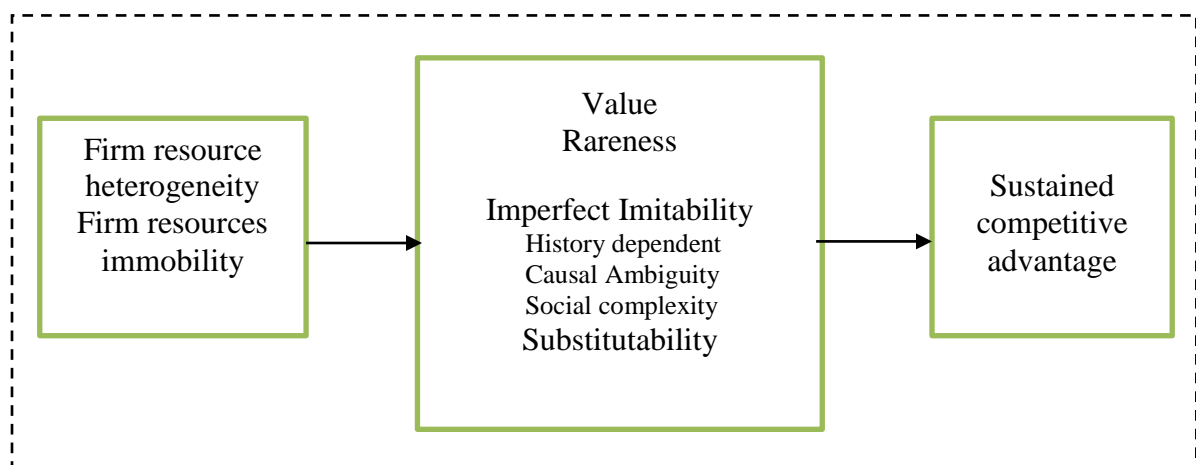 Firm resource
heterogeneity
Firm resources
immobility
Value
Rareness
Imperfect Imitability
History dependent
Causal Ambiguity
Social complexity
Substitutability
Sustained
competitive
advantage